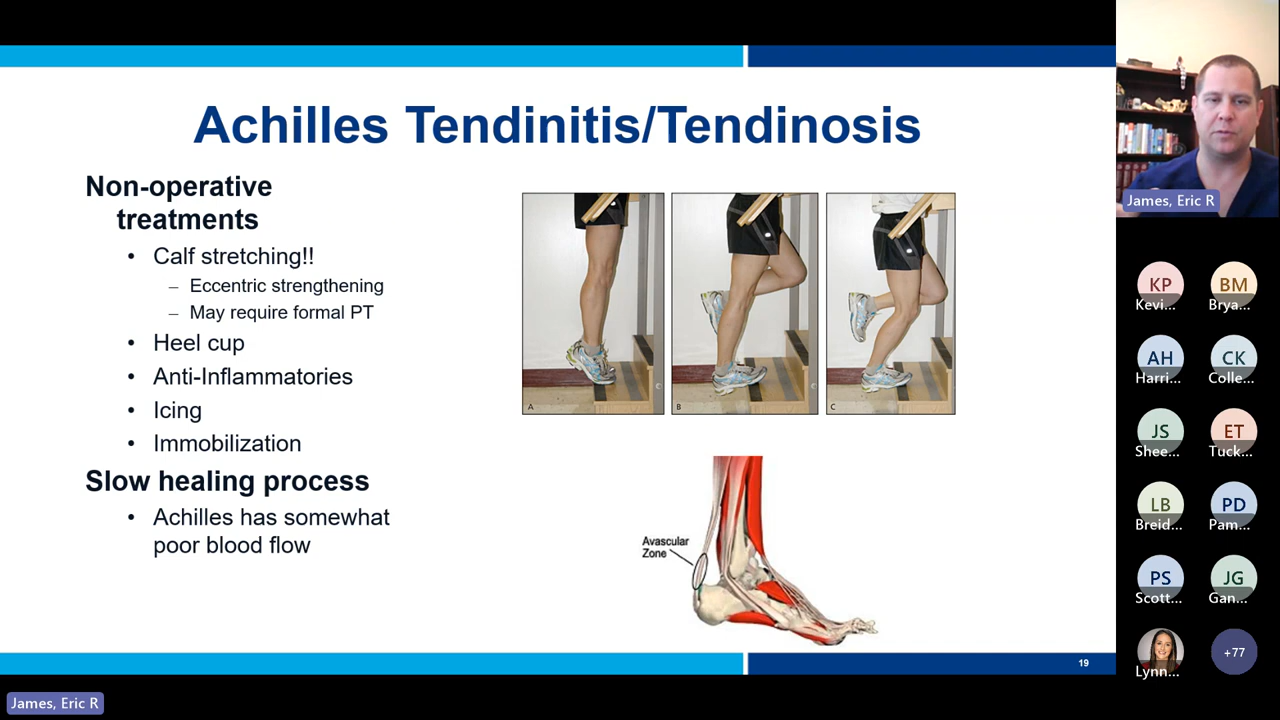 Achilles Tendinitis/Tendinosis
Non-operative
treatments
• Calf stretching!!
– Eccentric strengthening
– May require formal PT
• Heel cup
• Anti-Inflammatories
• Icing
• Immobilization
Slow healing process
• Achilles has somewhat
poor blood flow
A
B
C
Avascular
Zone
19
James, Eric R
KP
Kevi...
BM
Brya...
AH
Harri...
CK
Colle...
JS
Shee...
ET
Tuck...
LB
Breid...
PD
Pam...
PS
Scott...
JG
Gan...
Lynn...
+77
James, Eric R